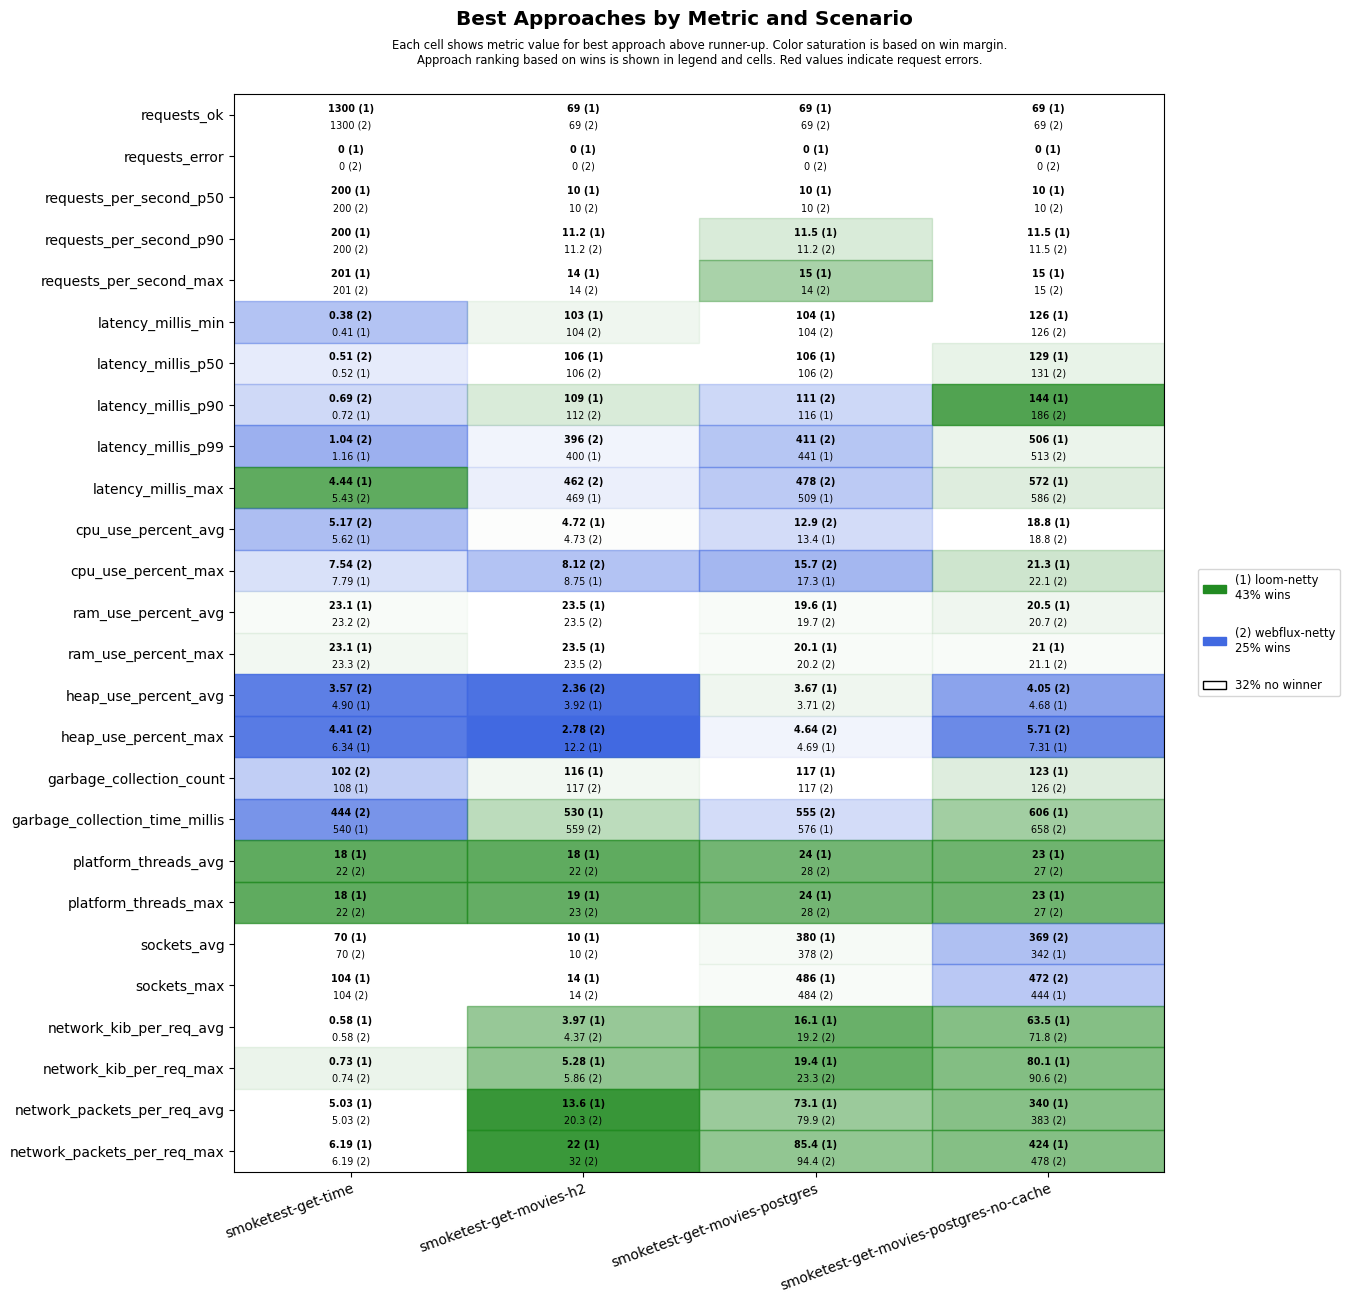 Best Approaches by Metric and Scenario
Each cell shows metric value for best approach above runner-up. Color saturation is based on win margin.
Approach ranking based on wins is shown in legend and cells. Red values indicate request errors.
requests_ok
1300 (1) 69 (1) 69 (1) 69 (1)
1300 (2) 69 (2) 69 (2) 69 (2)
requests_error
0 (1) 0 (1) 0 (1) 0 (1)
0 (2) 0 (2) 0 (2) 0 (2)
requests_per_second_p50
200 (1) 10 (1) 10 (1) 10 (1)
200 (2) 10 (2) 10 (2) 10 (2)
requests_per_second_p90
200 (1) 11.2 (1) 11.5 (1) 11.5 (1)
200 (2) 11.2 (2) 11.2 (2) 11.5 (2)
requests_per_second_max
201 (1) 14 (1) 15 (1) 15 (1)
201 (2) 14 (2) 14 (2) 15 (2)
latency_millis_min
0.38 (2) 103 (1) 104 (1) 126 (1)
0.41 (1) 104 (2) 104 (2) 126 (2)
latency_millis_p50
0.51 (2) 106 (1) 106 (1) 129 (1)
0.52 (1) 106 (2) 106 (2) 131 (2)
latency_millis_p90
0.69 (2) 109 (1) 111 (2) 144 (1)
0.72 (1) 112 (2) 116 (1) 186 (2)
latency_millis_p99
1.04 (2) 396 (2) 411 (2) 506 (1)
1.16 (1) 400 (1) 441 (1) 513 (2)
latency_millis_max
4.44 (1) 462 (2) 478 (2) 572 (1)
5.43 (2) 469 (1) 509 (1) 586 (2)
cpu_use_percent_avg
5.17 (2) 4.72 (1) 12.9 (2) 18.8 (1)
5.62 (1) 4.73 (2) 13.4 (1) 18.8 (2)
cpu_use_percent_max
7.54 (2) 8.12 (2) 15.7 (2) 21.3 (1)
7.79 (1) 8.75 (1) 17.3 (1) 22.1 (2)
ram_use_percent_avg
23.1 (1) 23.5 (1) 19.6 (1) 20.5 (1)
23.2 (2) 23.5 (2) 19.7 (2) 20.7 (2)
ram_use_percent_max
23.1 (1) 23.5 (1) 20.1 (1) 21 (1)
23.3 (2) 23.5 (2) 20.2 (2) 21.1 (2)
heap_use_percent_avg
3.57 (2) 2.36 (2) 3.67 (1) 4.05 (2)
4.90 (1) 3.92 (1) 3.71 (2) 4.68 (1)
heap_use_percent_max
4.41 (2) 2.78 (2) 4.64 (2) 5.71 (2)
6.34 (1) 12.2 (1) 4.69 (1) 7.31 (1)
garbage_collection_count
102 (2) 116 (1) 117 (1) 123 (1)
108 (1) 117 (2) 117 (2) 126 (2)
garbage_collection_time_millis
444 (2) 530 (1) 555 (2) 606 (1)
540 (1) 559 (2) 576 (1) 658 (2)
platform_threads_avg
18 (1) 18 (1) 24 (1) 23 (1)
22 (2) 22 (2) 28 (2) 27 (2)
platform_threads_max
18 (1) 19 (1) 24 (1) 23 (1)
22 (2) 23 (2) 28 (2) 27 (2)
sockets_avg
70 (1) 10 (1) 380 (1) 369 (2)
70 (2) 10 (2) 378 (2) 342 (1)
sockets_max
104 (1) 14 (1) 486 (1) 472 (2)
104 (2) 14 (2) 484 (2) 444 (1)
network_kib_per_req_avg
0.58 (1) 3.97 (1) 16.1 (1) 63.5 (1)
0.58 (2) 4.37 (2) 19.2 (2) 71.8 (2)
network_kib_per_req_max
0.73 (1) 5.28 (1) 19.4 (1) 80.1 (1)
0.74 (2) 5.86 (2) 23.3 (2) 90.6 (2)
network_packets_per_req_avg
5.03 (1) 13.6 (1) 73.1 (1) 340 (1)
5.03 (2) 20.3 (2) 79.9 (2) 383 (2)
network_packets_per_req_max
6.19 (1) 22 (1) 85.4 (1) 424 (1)
6.19 (2) 32 (2) 94.4 (2) 478 (2)
smoketest-get-time
smoketest-get-movies-h2
smoketest-get-movies-postgres
smoketest-get-movies-postgres-no-cache
(1) loom-netty
43% wins
(2) webflux-netty
25% wins
32% no winner